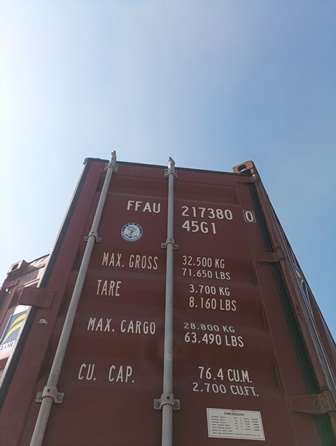 FFAU 217380 0
45G1
MAX. GROSS 32.500 KG
71.650 LBS
TARE 3.700 KG
8.160 LBS
MAX. CARGO 28.800 KG
63.490 LBS
CU. CAP. 76.4 CU.M.
2.700 CU.FT.